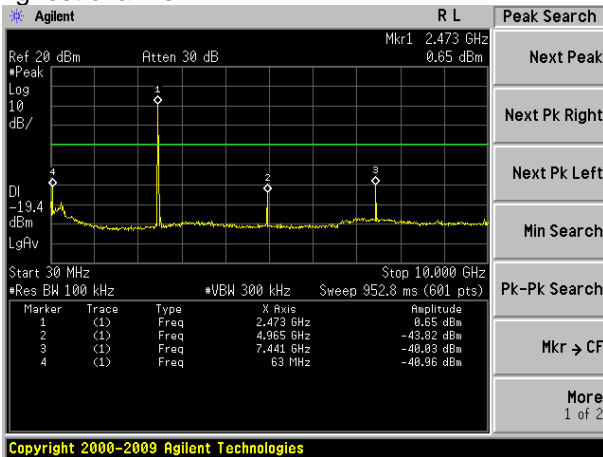 Agilent R L Peak Search
Mkr1 2.473 GHz
Ref 20 dBm Atten 30 dB 0.65 dBm
#Peak
Log
10
dB/
1
2
3
4
DI
-19.4
dBm
LgAv
Start 30 MHz Stop 10.000 GHz
#Res BW 100 kHz #VBW 300 kHz Sweep 952.8 ms (601 pts)
Marker Trace Type X Axis Amplitude
1 (1) Freq 2.473 GHz 0.65 dBm
2 (1) Freq 4.965 GHz -43.82 dBm
3 (1) Freq 7.441 GHz -40.03 dBm
4 (1) Freq 63 MHz -40.96 dBm
Next Peak
Next Pk Right
Next Pk Left
Min Search
Pk-Pk Search
Mkr → CF
More
1 of 2
Copyright 2000-2009 Agilent Technologies